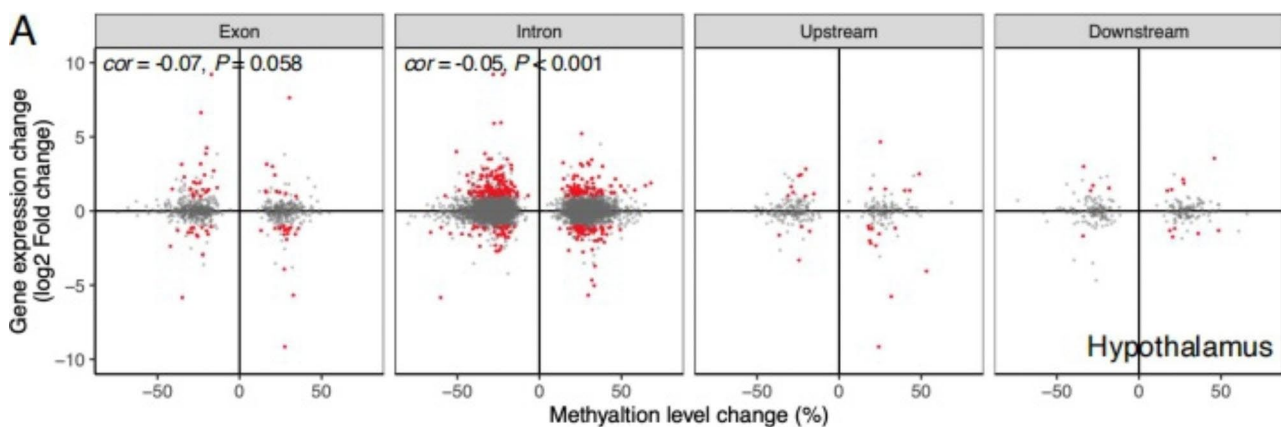 A
Exon Intron Upstream Downstream
cor = -0.07, P = 0.058 cor = -0.05, P < 0.001
Gene expression change
(log2 Fold change)
10
5
0
−5
−10
Hypothalamus
−50 0 50 −50 0 50 −50 0 50 −50 0 50
Methyaltion level change (%)